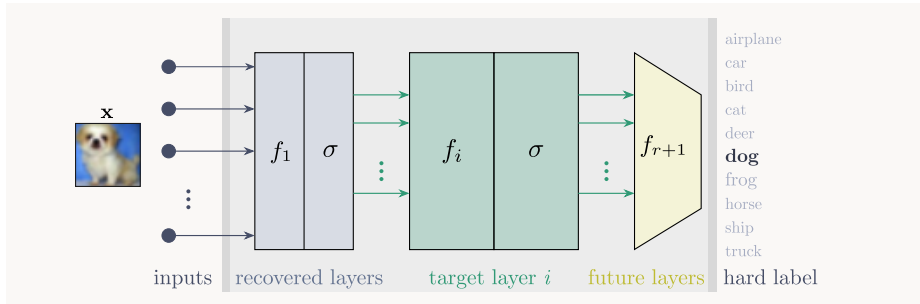 x
f₁
σ
⋮
fᵢ
σ
⋮
fᵣ₊₁
⋮
airplane
car
bird
cat
deer
dog
frog
horse
ship
truck
inputs
recovered layers
target layer i
future layers
hard label